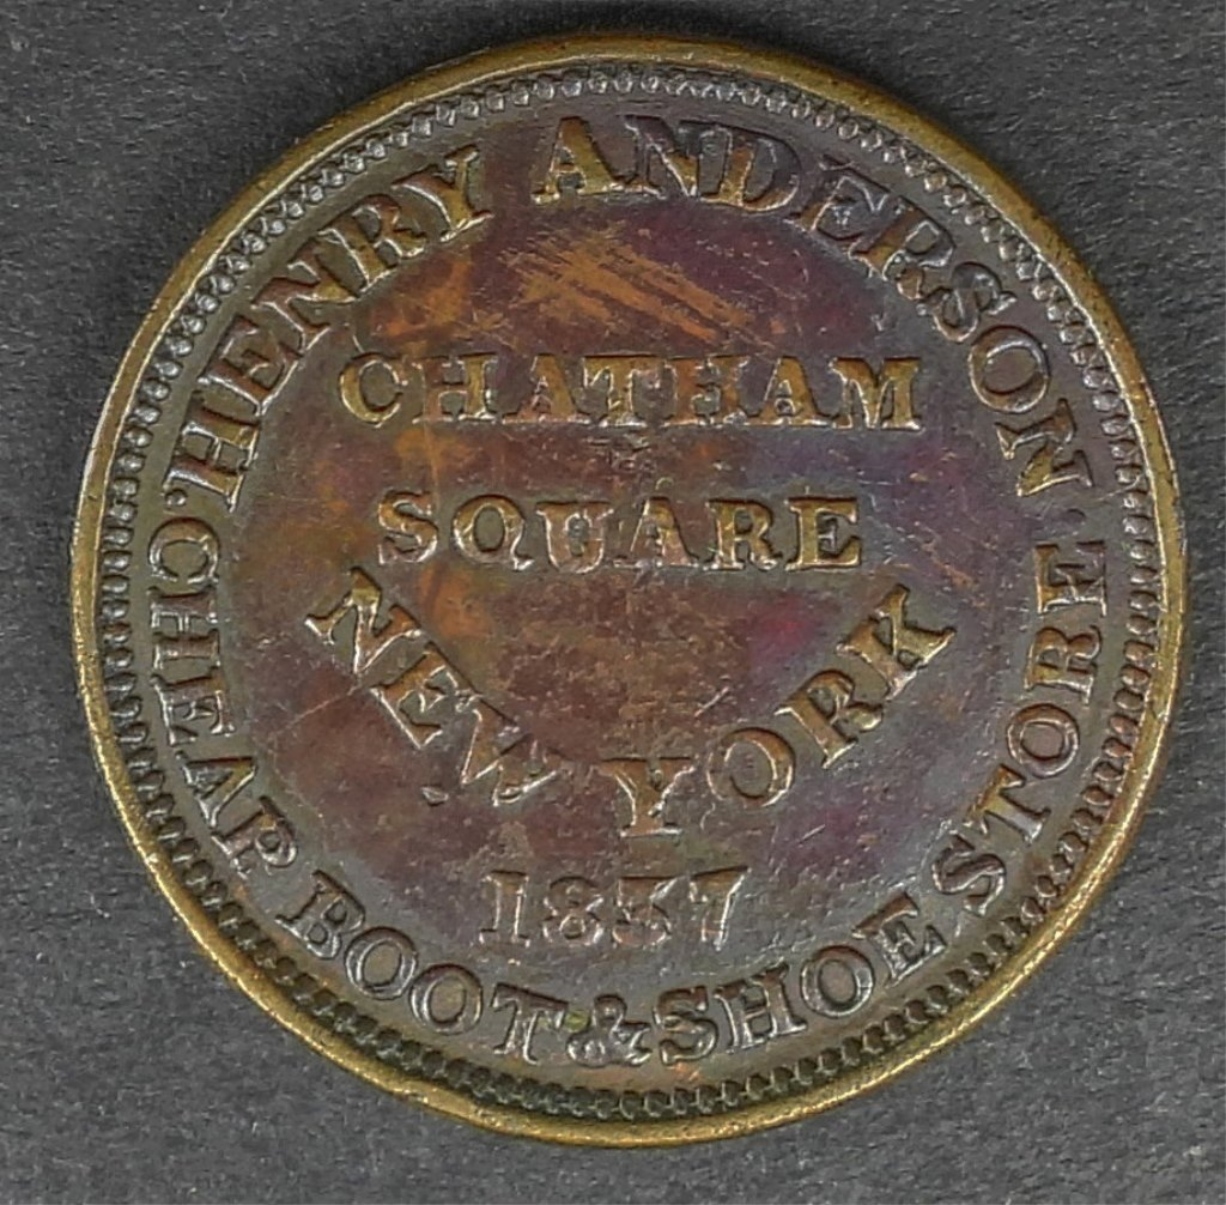 HENRY ANDERSON
CHEAP BOOT & SHOE STORE
CHATHAM
SQUARE
NEW YORK
1837